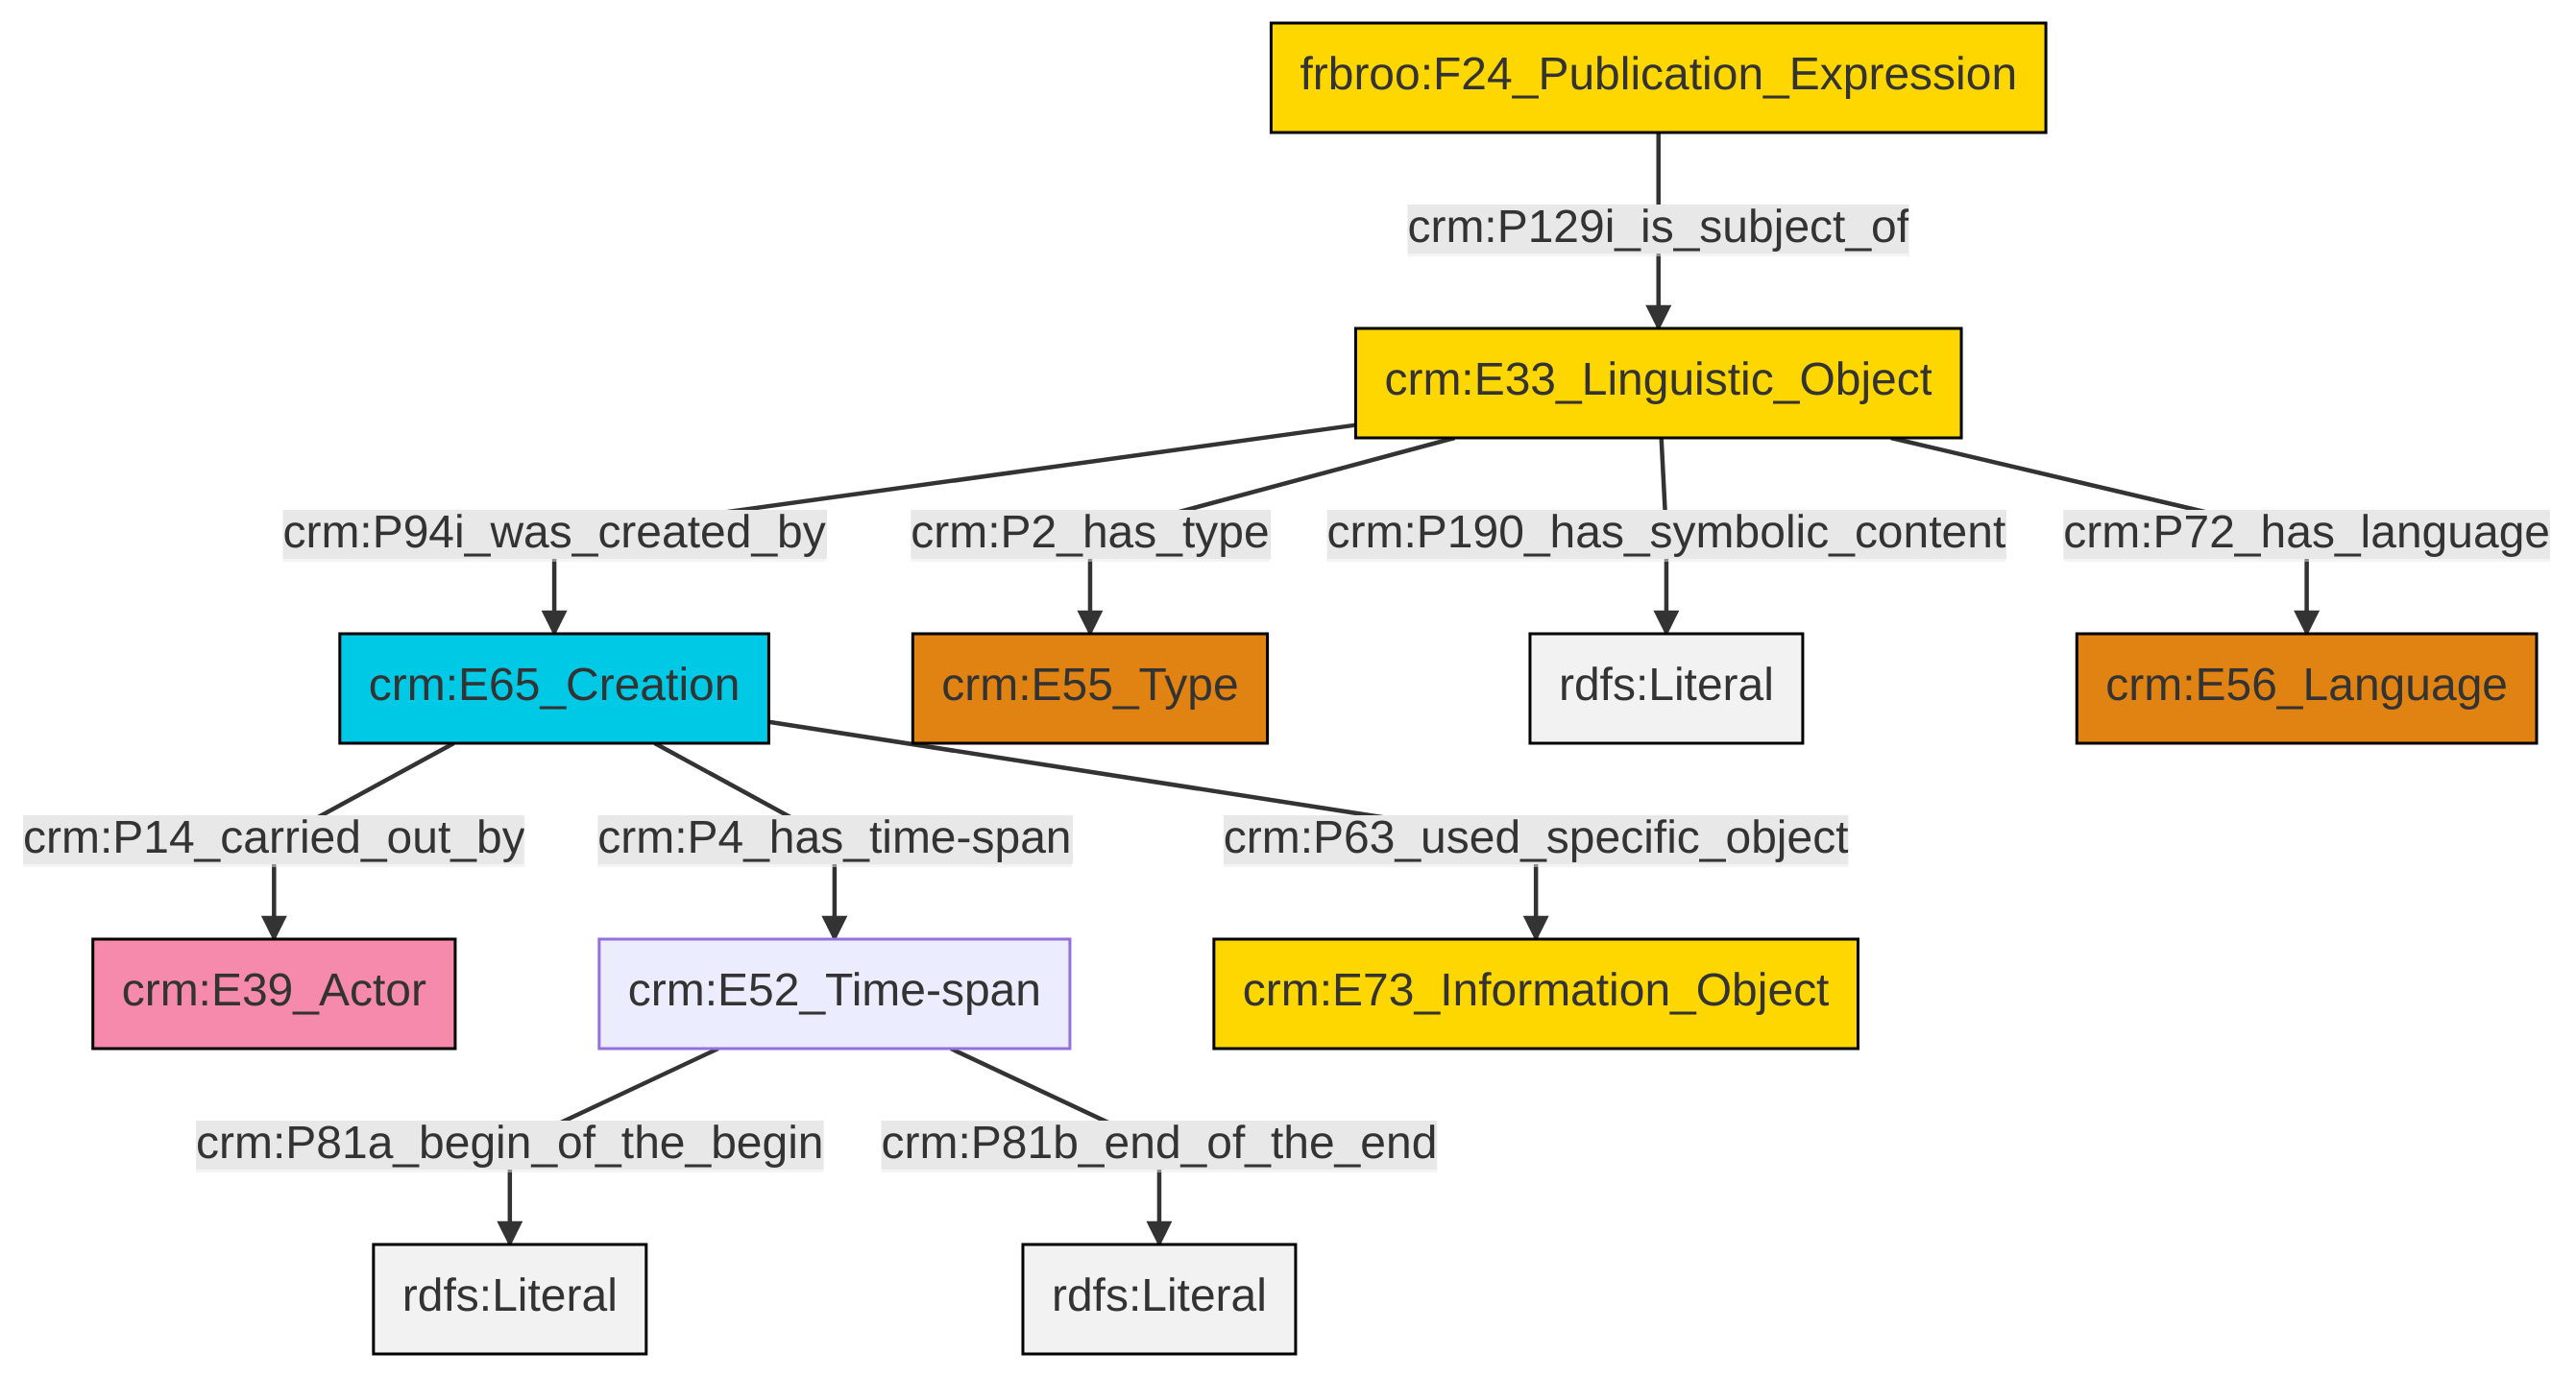 frbroo:F24_Publication_Expression
crm:P129i_is_subject_of
crm:E33_Linguistic_Object
crm:P94i_was_created_by
crm:P2_has_type
crm:P190_has_symbolic_content
crm:P72_has_language
crm:E65_Creation
crm:E55_Type
rdfs:Literal
crm:E56_Language
crm:P14_carried_out_by
crm:P4_has_time-span
crm:P63_used_specific_object
crm:E39_Actor
crm:E52_Time-span
crm:E73_Information_Object
crm:P81a_begin_of_the_begin
crm:P81b_end_of_the_end
rdfs:Literal
rdfs:Literal